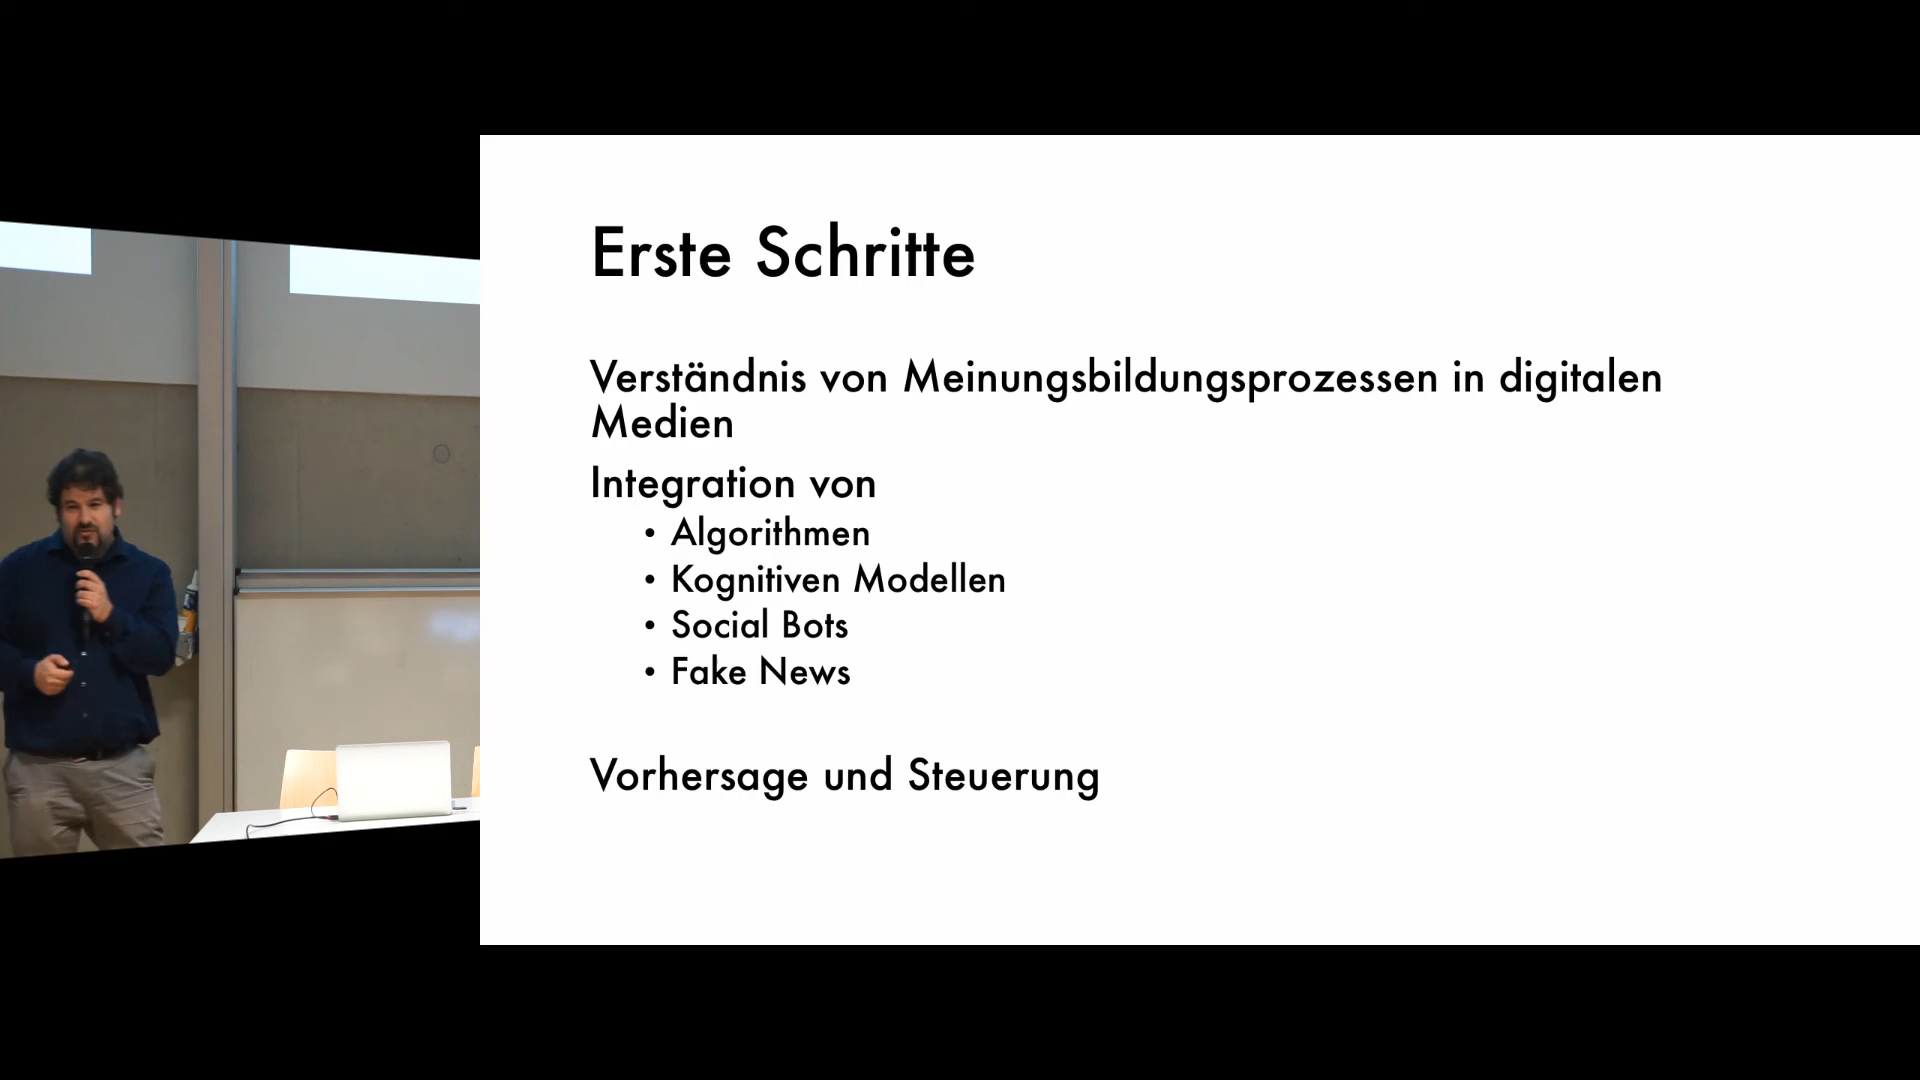 Erste Schritte
Verständnis von Meinungsbildungsprozessen in digitalen
Medien
Integration von
• Algorithmen
• Kognitiven Modellen
• Social Bots
• Fake News
Vorhersage und Steuerung